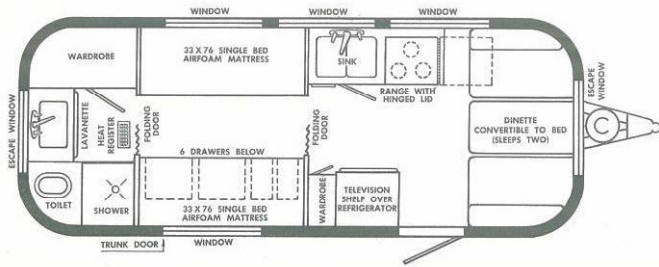 WINDOW
WINDOW
WINDOW
WARDROBE
33 X 76 SINGLE BED
AIRFOAM MATTRESS
SINK
RANGE WITH
HINGED LID
ESCAPE
WINDOW
ESCAPE WINDOW
LAVANETTE
HEAT
REGISTER
FOLDING
DOOR
FOLDING
DOOR
DINETTE
CONVERTIBLE TO BED
(SLEEPS TWO)
6 DRAWERS BELOW
TOILET
SHOWER
33 X 76 SINGLE BED
AIRFOAM MATTRESS
WARDROBE
TELEVISION
SHELF OVER
REFRIGERATOR
TRUNK DOOR
WINDOW